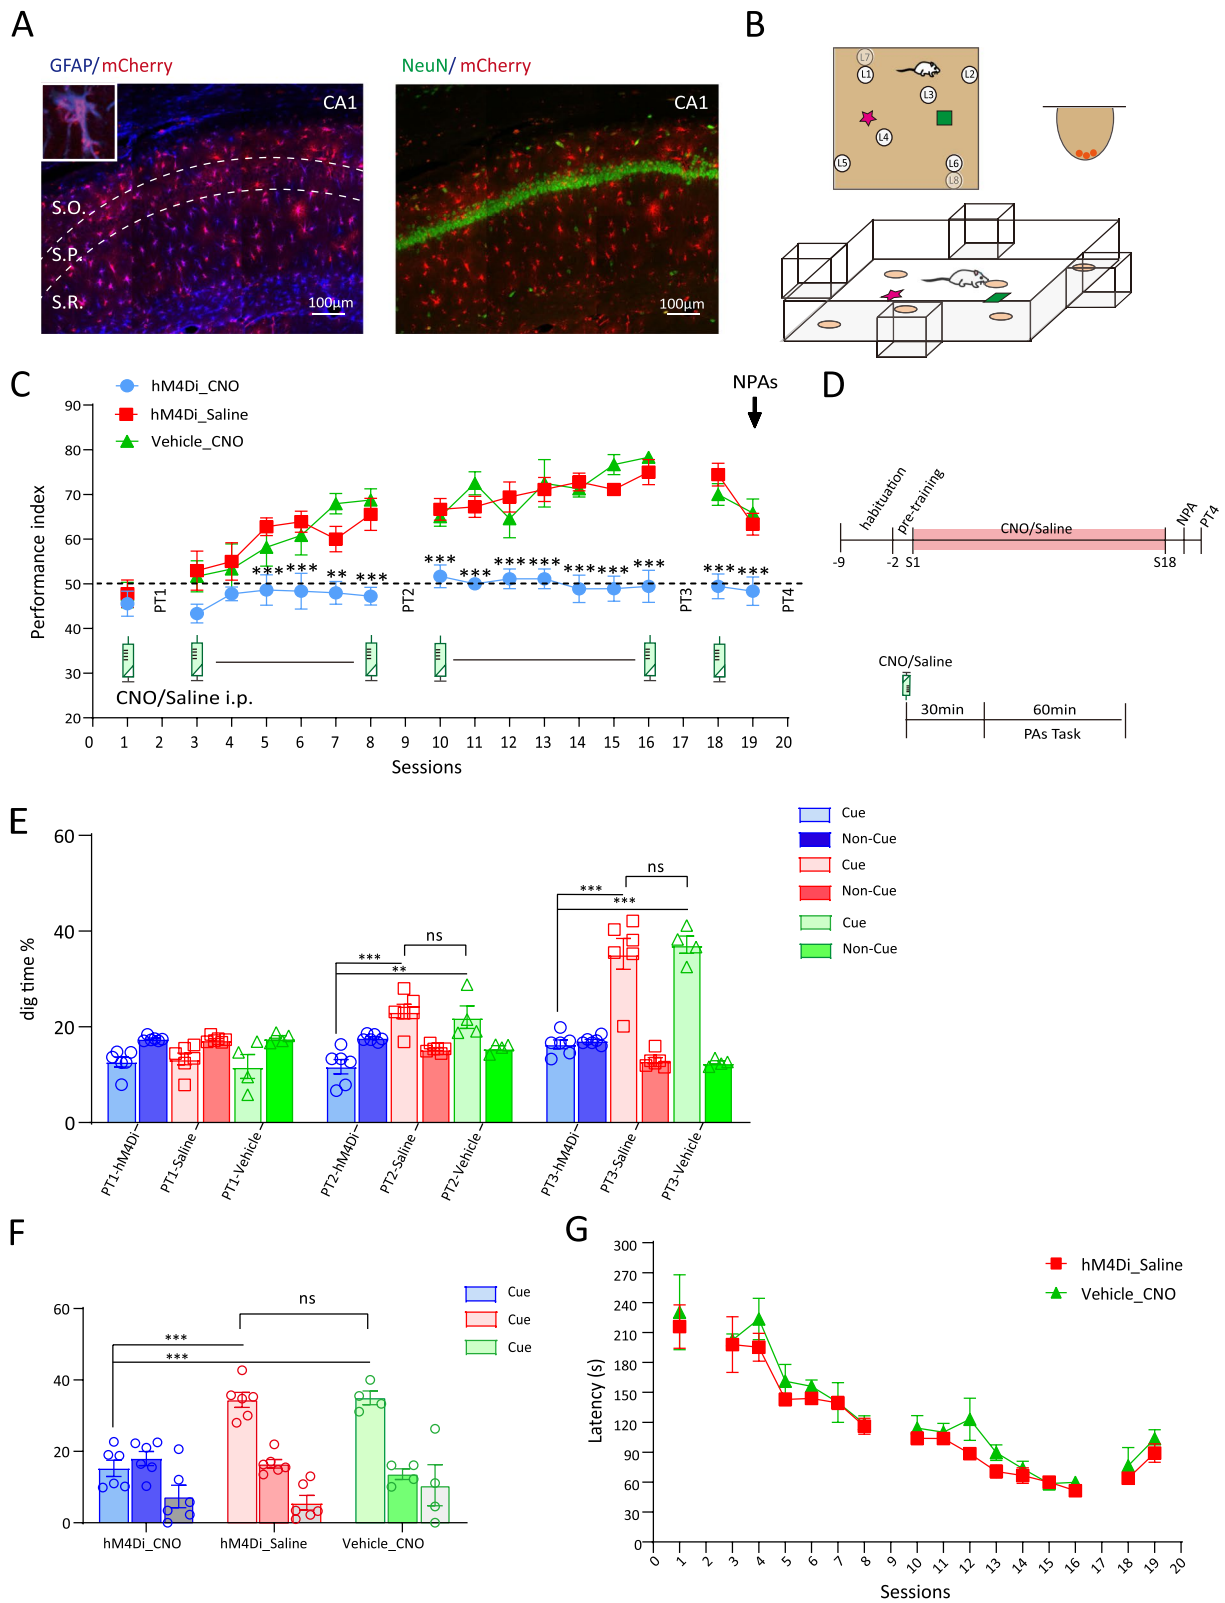 A
GFAP/mCherry
CA1
S.O.
S.P.
S.R.
100μm
NeuN/ mCherry
CA1
100μm
B
L7
L1
L2
L3
L4
L5
L6
L8
C
hM4Di_CNO
hM4Di_Saline
Vehicle_CNO
NPAs
Performance index
90
80
70
60
50
40
30
20
*** *** ** ***
*** *** *** *** *** *** ***
*** ***
PT1
PT2
PT3
PT4
CNO/Saline i.p.
0 1 2 3 4 5 6 7 8 9 10 11 12 13 14 15 16 17 18 19 20
Sessions
D
habituation
pre-training
CNO/Saline
NPA
PT4
-9
-2
S1
S18
CNO/Saline
30min
60min
PAs Task
E
dig time %
60
40
20
0
***
**
ns
***
***
ns
PT1-hM4Di
PT1-Saline
PT1-Vehicle
PT2-hM4Di
PT2-Saline
PT2-Vehicle
PT3-hM4Di
PT3-Saline
PT3-Vehicle
Cue
Non-Cue
Cue
Non-Cue
Cue
Non-Cue
F
60
40
20
0
***
***
ns
Cue
Cue
Cue
hM4Di_CNO
hM4Di_Saline
Vehicle_CNO
G
Latency (s)
300
270
240
210
180
150
120
90
60
30
0
hM4Di_Saline
Vehicle_CNO
0 1 2 3 4 5 6 7 8 9 10 11 12 13 14 15 16 17 18 19 20
Sessions